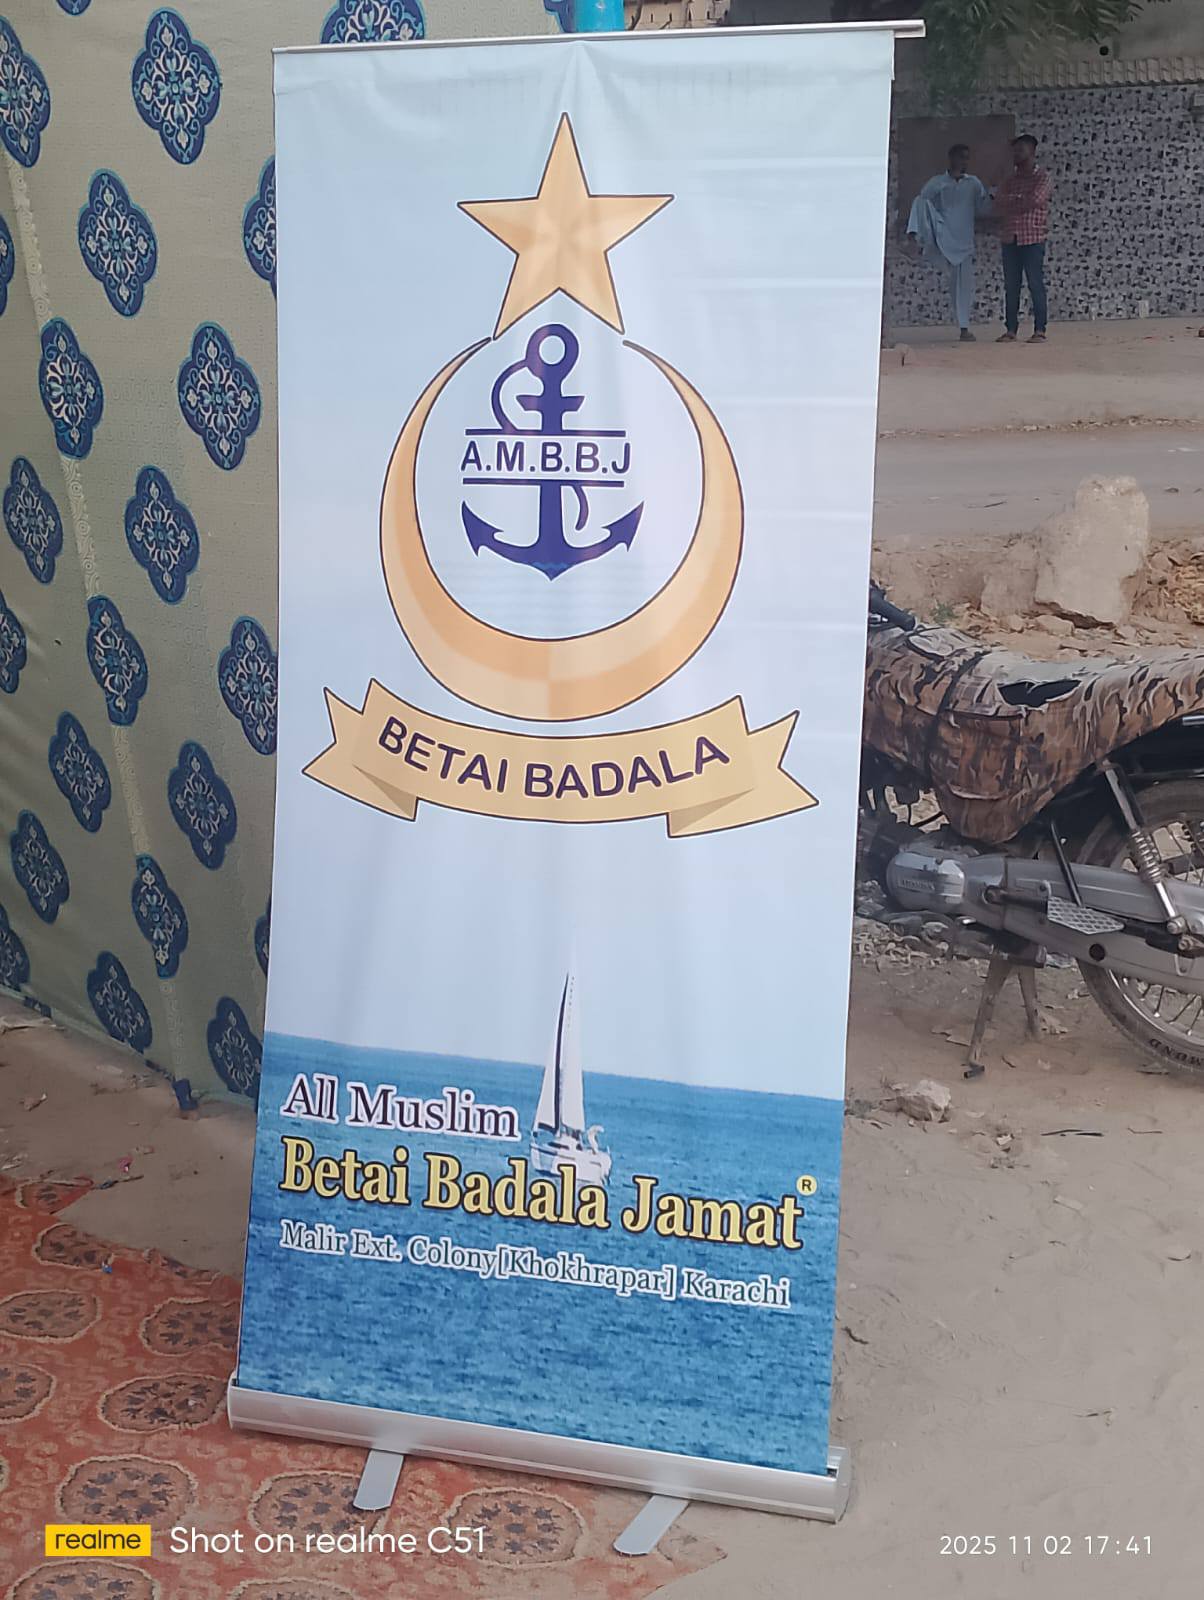 A.M.B.B.J
BETAI BADALA
All Muslim
Betai Badala Jamat®
Malir Ext. Colony[Khokhrapar] Karachi
HONDA
realme Shot on realme C51
2025 11 02 17:41